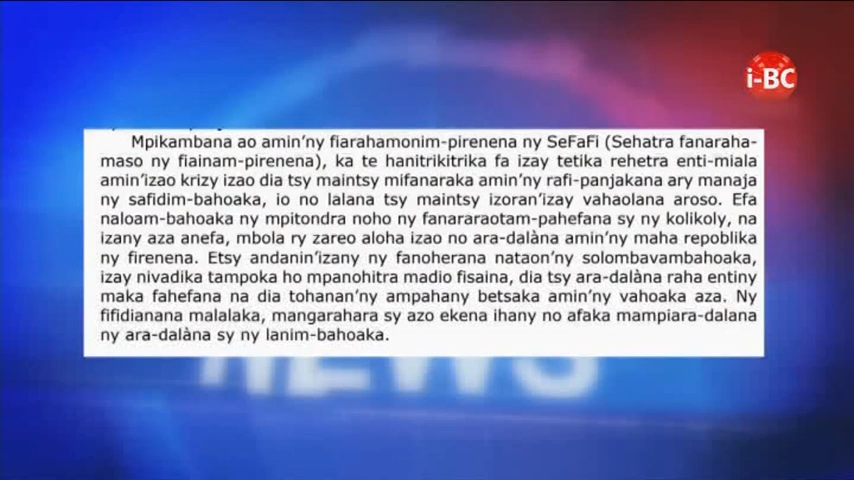 i-BC
Mpikambana ao amin'ny fiarahamonim-pirenena ny SeFaFi (Sehatra fanaraha-
maso ny fiainam-pirenena), ka te hanitrikitrika fa izay tetika rehetra enti-miala
amin'izao krizy izao dia tsy maintsy mifanaraka amin'ny rafi-panjakana ary manaja
ny safidim-bahoaka, io no lalana tsy maintsy izoran'izay vahaolana aroso. Efa
naloam-bahoaka ny mpitondra noho ny fanararaotam-pahefana sy ny kolikoly, na
izany aza anefa, mbola ry zareo aloha izao no ara-dalàna amin'ny maha repoblika
ny firenena. Etsy andanin'izany ny fanoherana nataon'ny solombavambahoaka,
izay nivadika tampoka ho mpanohitra madio fisaina, dia tsy ara-dalàna raha entiny
maka fahefana na dia tohanan'ny ampahany betsaka amin'ny vahoaka aza. Ny
fifidianana malalaka, mangarahara sy azo ekena ihany no afaka mampiara-dalana
ny ara-dalàna sy ny lanim-bahoaka.
NEWS